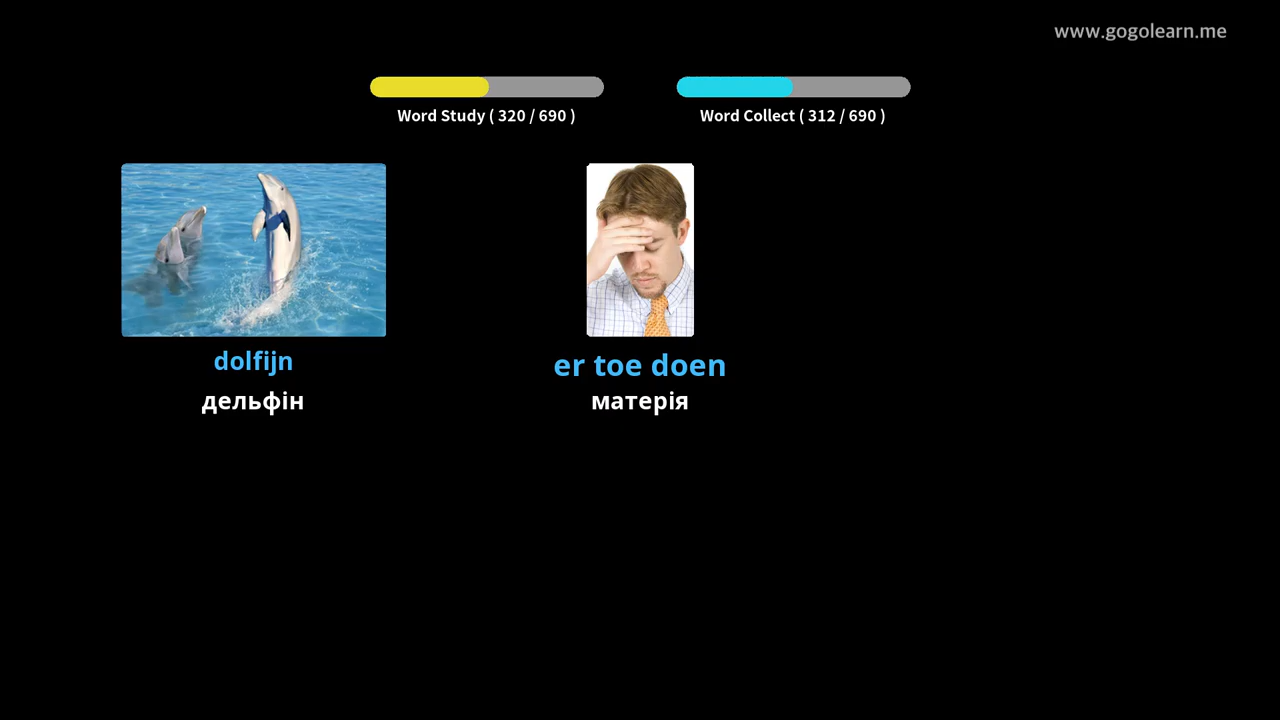 www.gogolearn.me
Word Study ( 320 / 690 )
Word Collect ( 312 / 690 )
dolfijn
er toe doen
дельфін
матерія